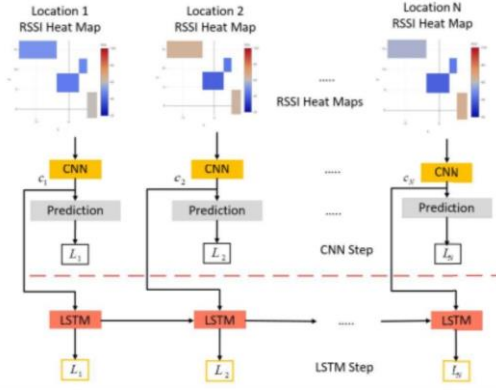 Location 1
RSSI Heat Map
Location 2
RSSI Heat Map
Location N
RSSI Heat Map
.....
RSSI Heat Maps
CNN
CNN
.....
CNN
c1
c2
cN
Prediction
Prediction
.....
Prediction
L1
L2
CNN Step
lN
LSTM
LSTM
.....
LSTM
L1
L2
LSTM Step
lN